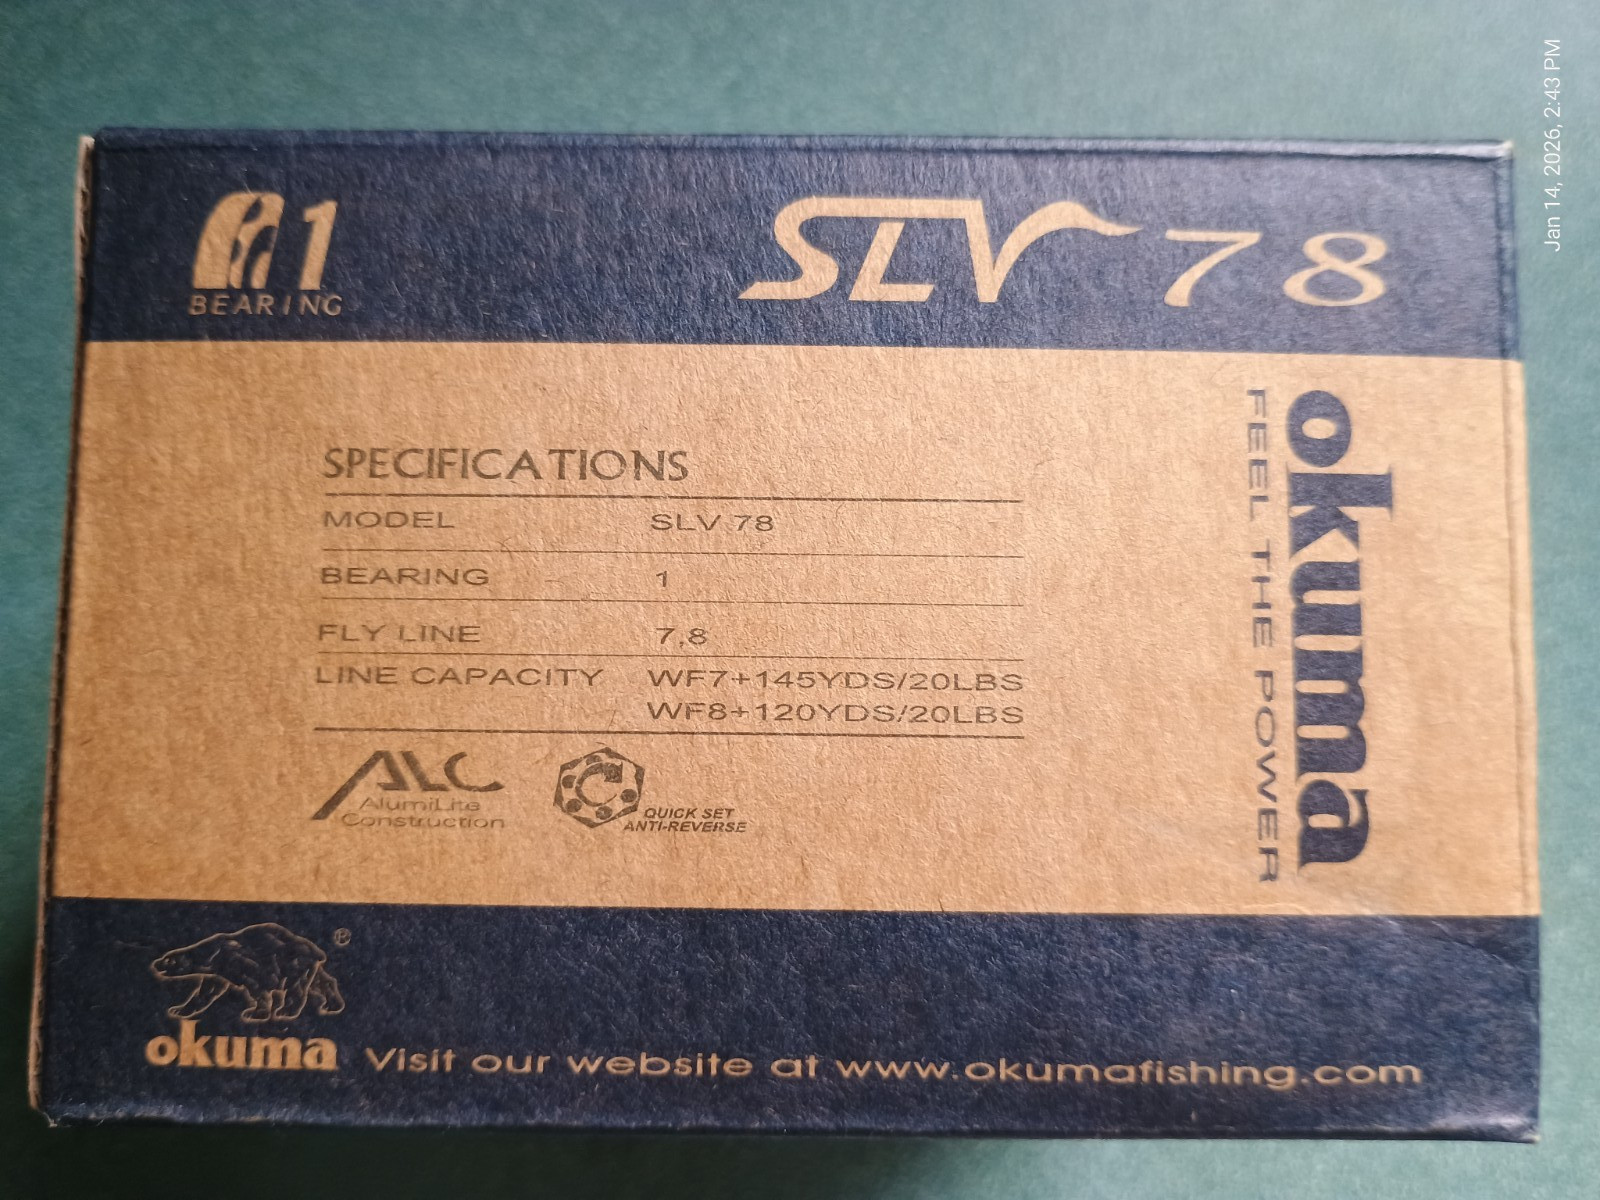 1
BEARING
SLV 78
SPECIFICATIONS
MODEL SLV 78
BEARING 1
FLY LINE 7,8
LINE CAPACITY WF7+145YDS/20LBS
WF8+120YDS/20LBS
ALC
AlumiLite
Construction
QUICK SET
ANTI-REVERSE
okuma
FEEL THE POWER
®
okuma
Visit our website at www.okumafishing.com
Jan 14, 2026, 2:43 PM